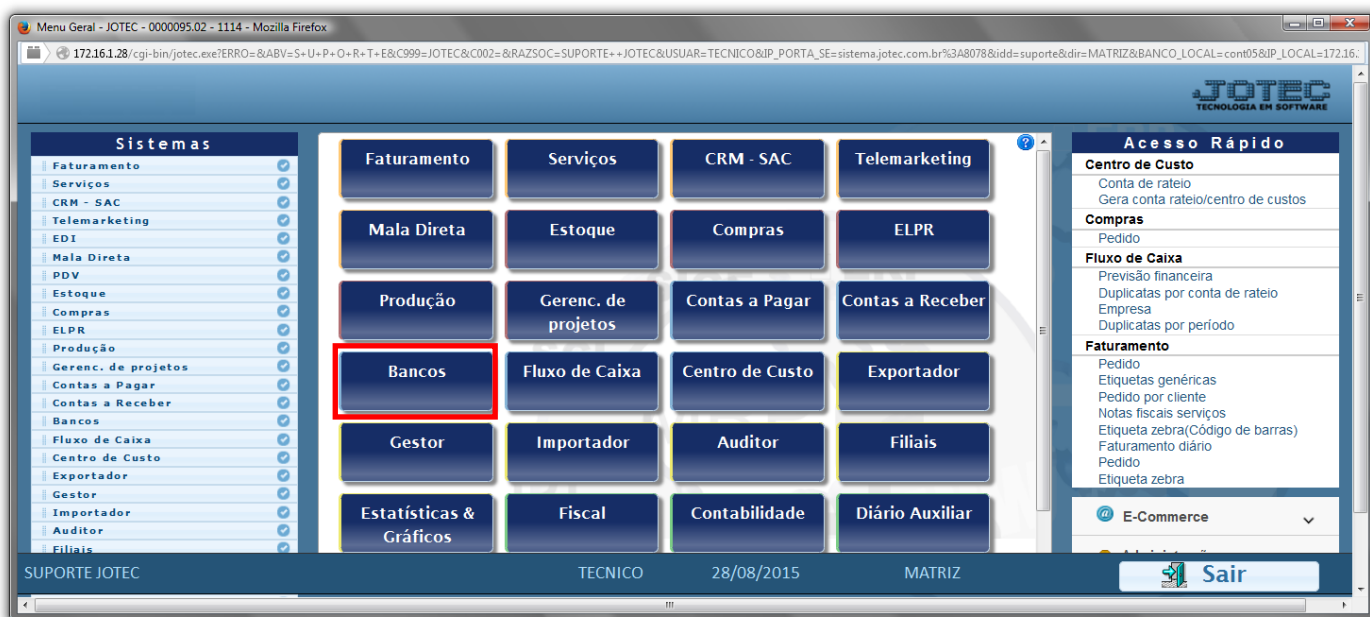 Menu Geral - JOTEC - 0000095.02 - 1114 - Mozilla Firefox
172.16.1.28/cgi-bin/jotec.exe?ERRO=&ABV=S+U+P+O+R+T+E&C999=JOTEC&C002=&RAZSOC=SUPORTE++JOTEC&USUAR=TECNICO&IP_PORTA_SE=sistema.jotec.com.br%3A8078&idd=suporte&dir=MATRIZ&BANCO_LOCAL=cont05&IP_LOCAL=172.16.
JOTEC
TECNOLOGIA EM SOFTWARE
Sistemas
Faturamento
Serviços
CRM - SAC
Telemarketing
EDI
Mala Direta
PDV
Estoque
Compras
ELPR
Produção
Gerenc. de projetos
Contas a Pagar
Contas a Receber
Bancos
Fluxo de Caixa
Centro de Custo
Exportador
Gestor
Importador
Auditor
Filiais
Faturamento
Serviços
CRM - SAC
Telemarketing
Mala Direta
Estoque
Compras
ELPR
Produção
Gerenc. de
projetos
Contas a Pagar
Contas a Receber
Bancos
Fluxo de Caixa
Centro de Custo
Exportador
Gestor
Importador
Auditor
Filiais
Estatísticas &
Gráficos
Fiscal
Contabilidade
Diário Auxiliar
Acesso Rápido
Centro de Custo
Conta de rateio
Gera conta rateio/centro de custos
Compras
Pedido
Fluxo de Caixa
Previsão financeira
Duplicatas por conta de rateio
Empresa
Duplicatas por período
Faturamento
Pedido
Etiquetas genéricas
Pedido por cliente
Notas fiscais serviços
Etiqueta zebra(Código de barras)
Faturamento diário
Pedido
Etiqueta zebra
E-Commerce
SUPORTE JOTEC
TECNICO
28/08/2015
MATRIZ
Sair